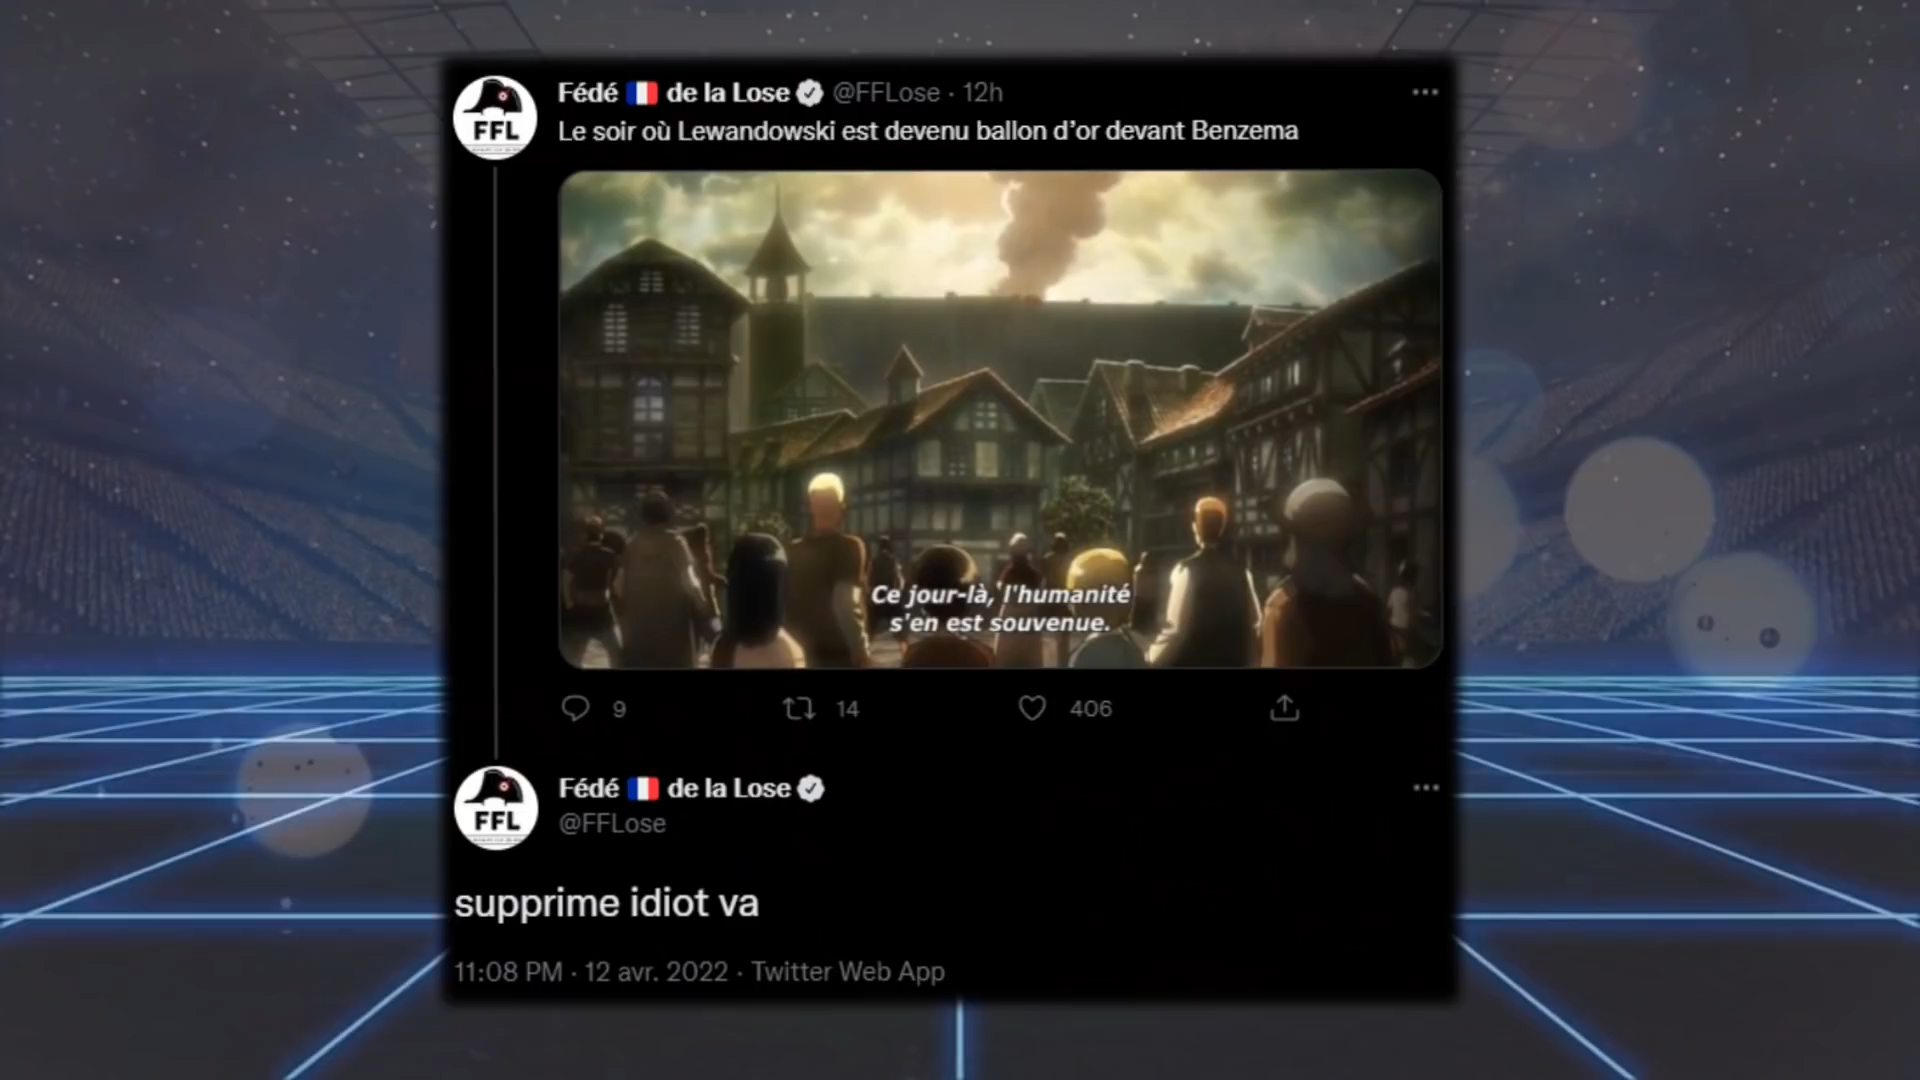 Fédé 🇫🇷 de la Lose @FFLose · 12h
FFL
Le soir où Lewandowski est devenu ballon d’or devant Benzema
Ce jour-là, l'humanité
s'en est souvenue.
9 14 406
Fédé 🇫🇷 de la Lose
FFL
@FFLose
supprime idiot va
11:08 PM · 12 avr. 2022 · Twitter Web App